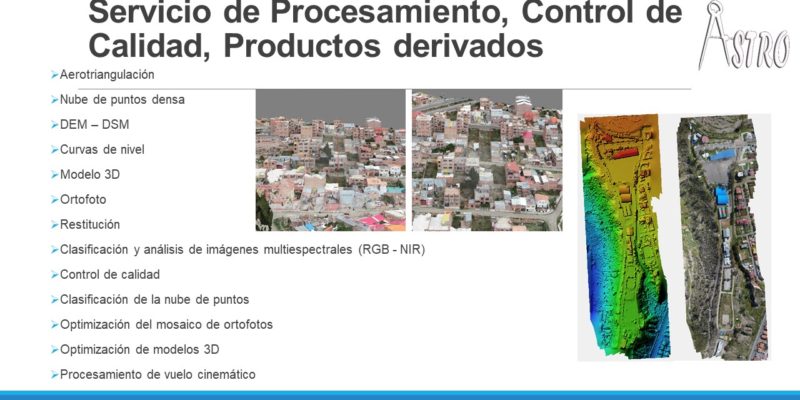 Servicio de Procesamiento, Control de
Calidad, Productos derivados
ASTRO
Aerotriangulación
Nube de puntos densa
DEM – DSM
Curvas de nivel
Modelo 3D
Ortofoto
Restitución
Clasificación y análisis de imágenes multiespectrales (RGB - NIR)
Control de calidad
Clasificación de la nube de puntos
Optimización del mosaico de ortofotos
Optimización de modelos 3D
Procesamiento de vuelo cinemático